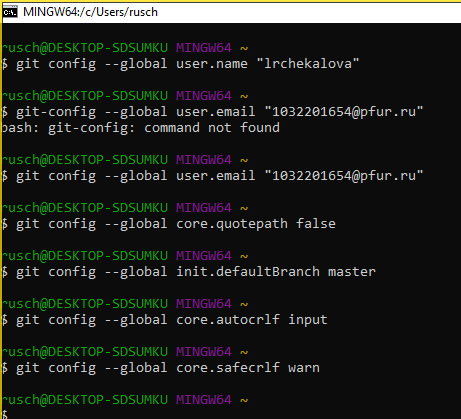 MINGW64:/c/Users/rusch
rusch@DESKTOP-SDSUMKU MINGW64 ~
$ git config --global user.name "lrchekalova"
rusch@DESKTOP-SDSUMKU MINGW64 ~
$ git-config --global user.email "1032201654@pfur.ru"
bash: git-config: command not found
rusch@DESKTOP-SDSUMKU MINGW64 ~
$ git config --global user.email "1032201654@pfur.ru"
rusch@DESKTOP-SDSUMKU MINGW64 ~
$ git config --global core.quotepath false
rusch@DESKTOP-SDSUMKU MINGW64 ~
$ git config --global init.defaultBranch master
rusch@DESKTOP-SDSUMKU MINGW64 ~
$ git config --global core.autocrlf input
rusch@DESKTOP-SDSUMKU MINGW64 ~
$ git config --global core.safecrlf warn
rusch@DESKTOP-SDSUMKU MINGW64 ~
$